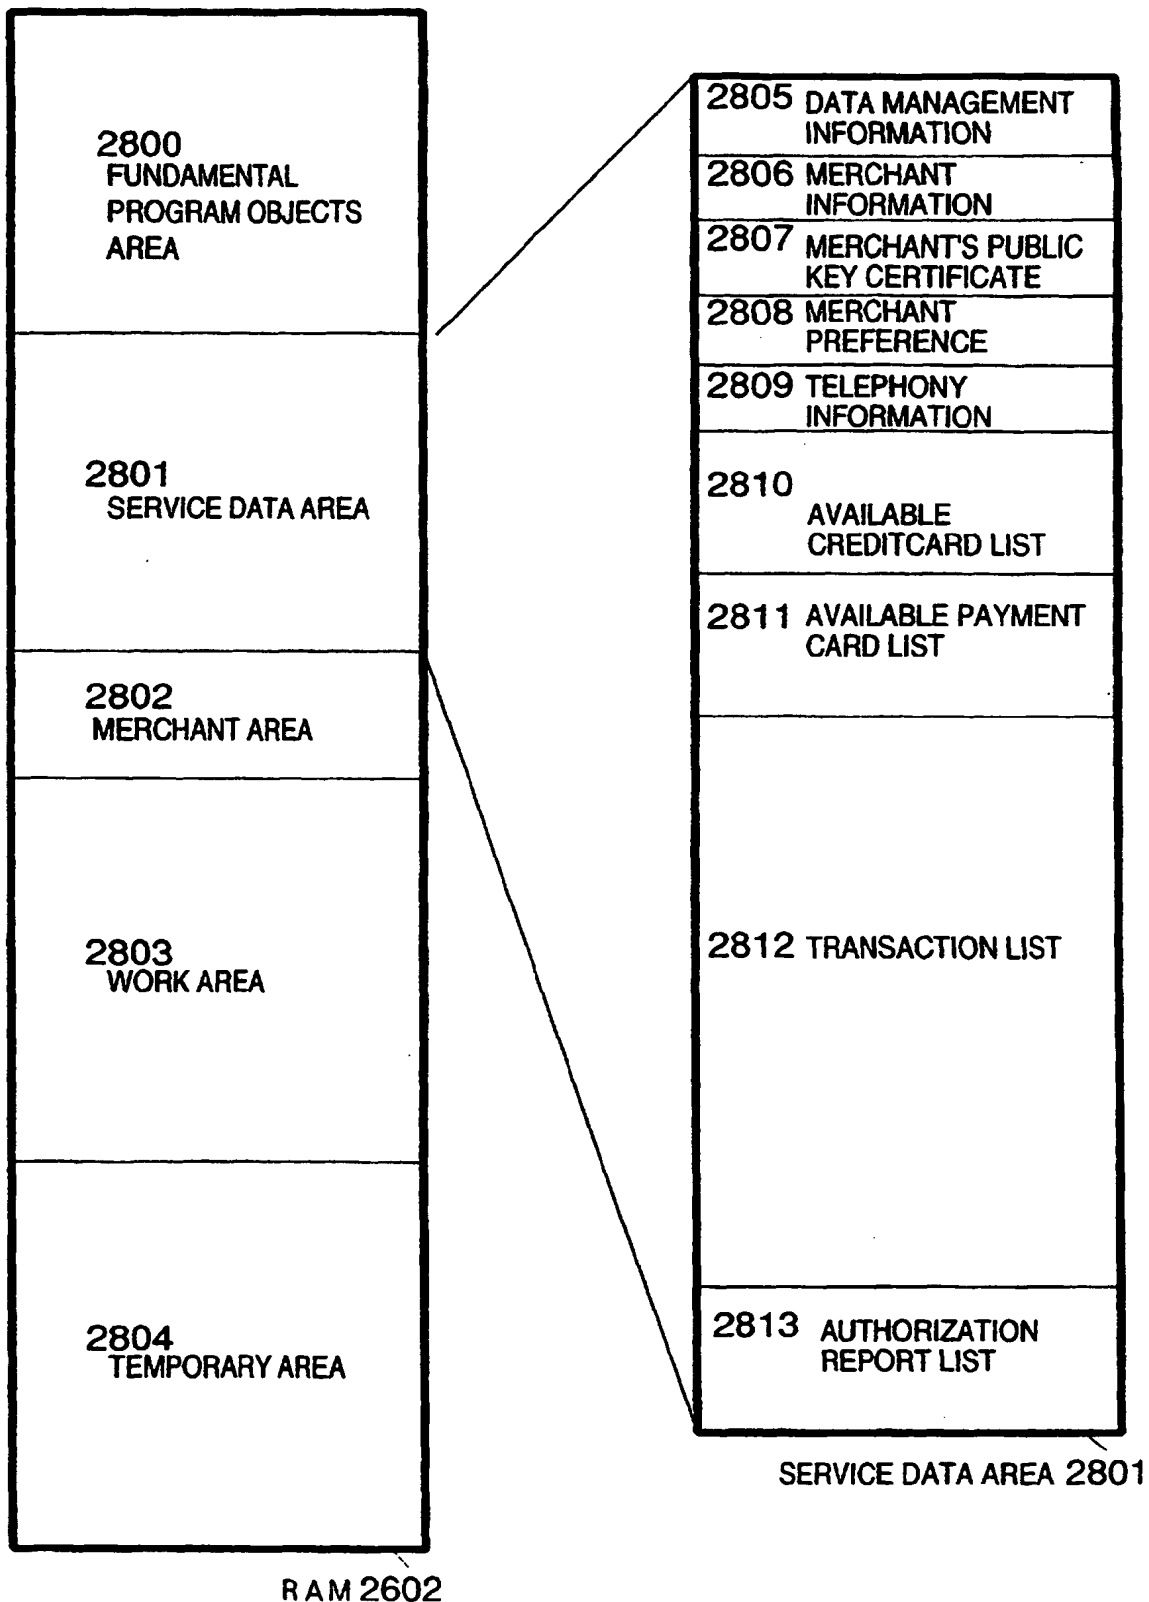 2800
FUNDAMENTAL
PROGRAM OBJECTS
AREA
2801
SERVICE DATA AREA
2802
MERCHANT AREA
2803
WORK AREA
2804
TEMPORARY AREA
RAM 2602
2805 DATA MANAGEMENT
INFORMATION
2806 MERCHANT
INFORMATION
2807 MERCHANT'S PUBLIC
KEY CERTIFICATE
2808 MERCHANT
PREFERENCE
2809 TELEPHONY
INFORMATION
2810
AVAILABLE
CREDITCARD LIST
2811 AVAILABLE PAYMENT
CARD LIST
2812 TRANSACTION LIST
2813 AUTHORIZATION
REPORT LIST
SERVICE DATA AREA 2801